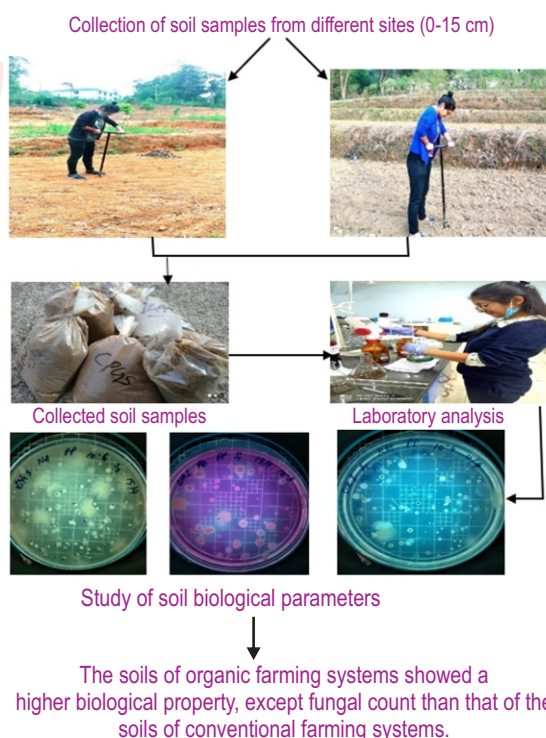 Collection of soil samples from different sites (0-15 cm)
CPGS
Collected soil samples
Laboratory analysis
Study of soil biological parameters
The soils of organic farming systems showed a
higher biological property, except fungal count than that of the
soils of conventional farming systems.